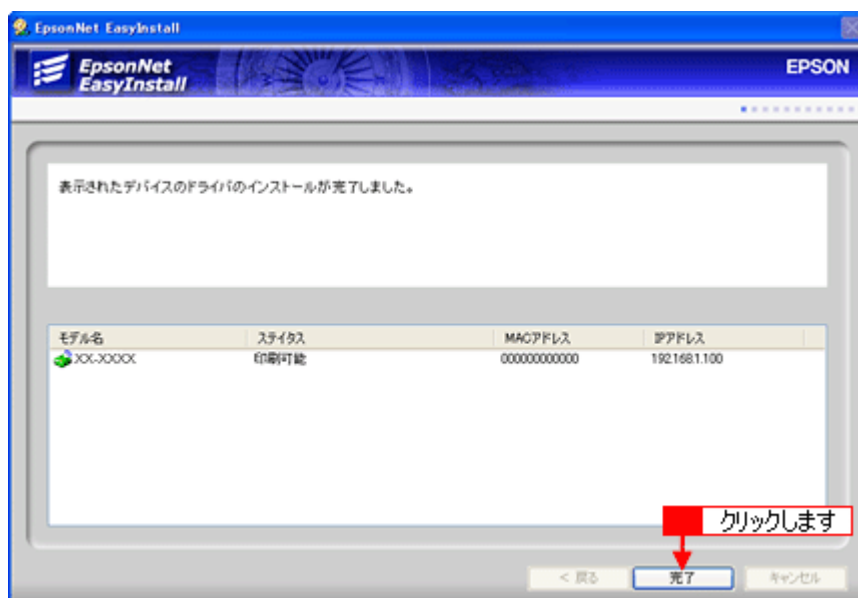 EpsonNet EasyInstall
EpsonNet
EasyInstall
EPSON
表示されたデバイスのドライバのインストールが完了しました。
モデル名 ステイタス MACアドレス IPアドレス
XX-XXXX 印刷可能 000000000000 192.168.1.100
クリックします
< 戻る 完了 キャンセル